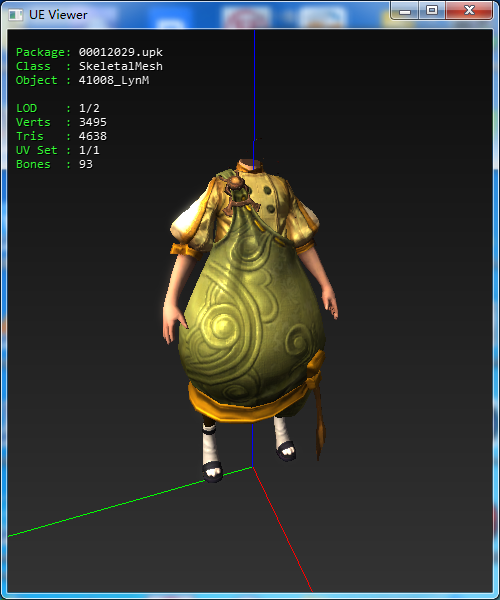 UE Viewer
Package: 00012029.upk
Class : SkeletalMesh
Object : 41008_LynM
LOD : 1/2
Verts : 3495
Tris : 4638
UV Set : 1/1
Bones : 93